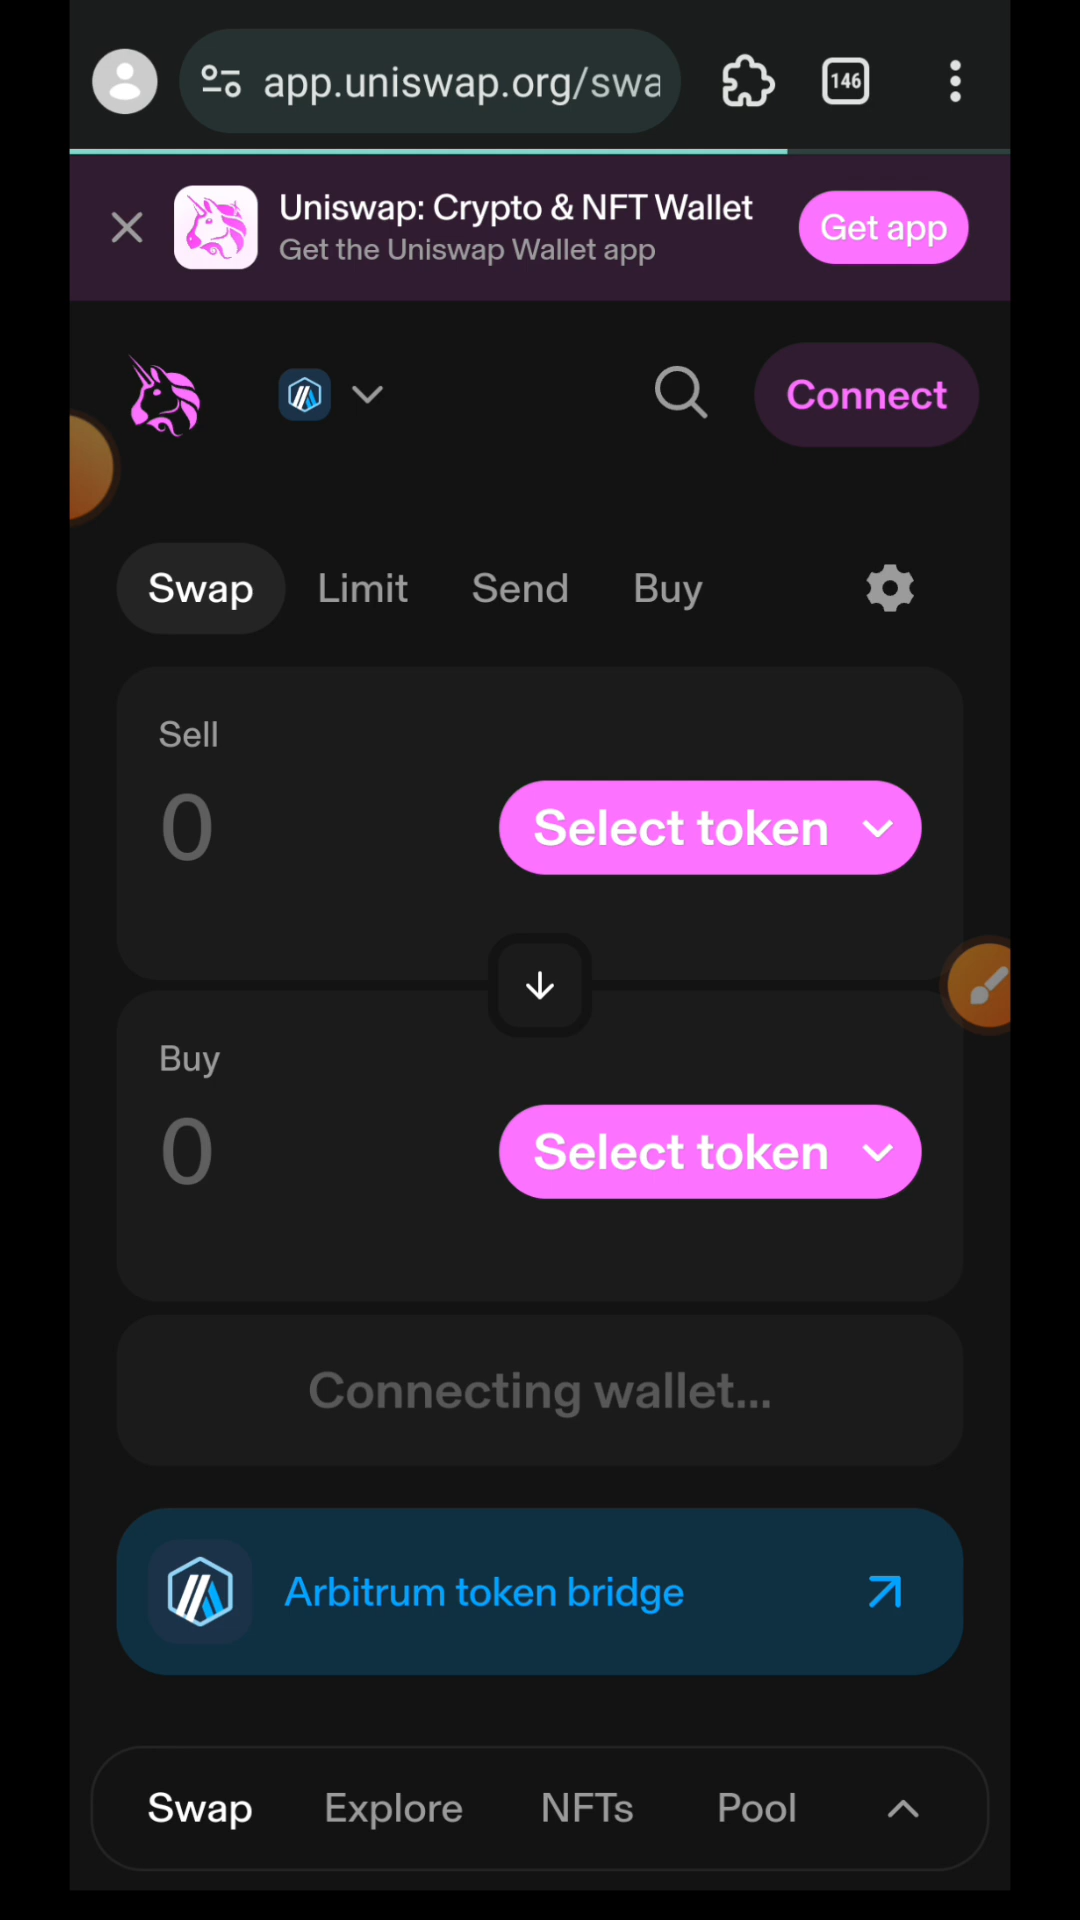 app.uniswap.org/swa
146
Uniswap: Crypto & NFT Wallet
Get the Uniswap Wallet app
Get app
Connect
Swap Limit Send Buy
Sell
0 Select token
Buy
0 Select token
Connecting wallet...
Arbitrum token bridge
Swap Explore NFTs Pool